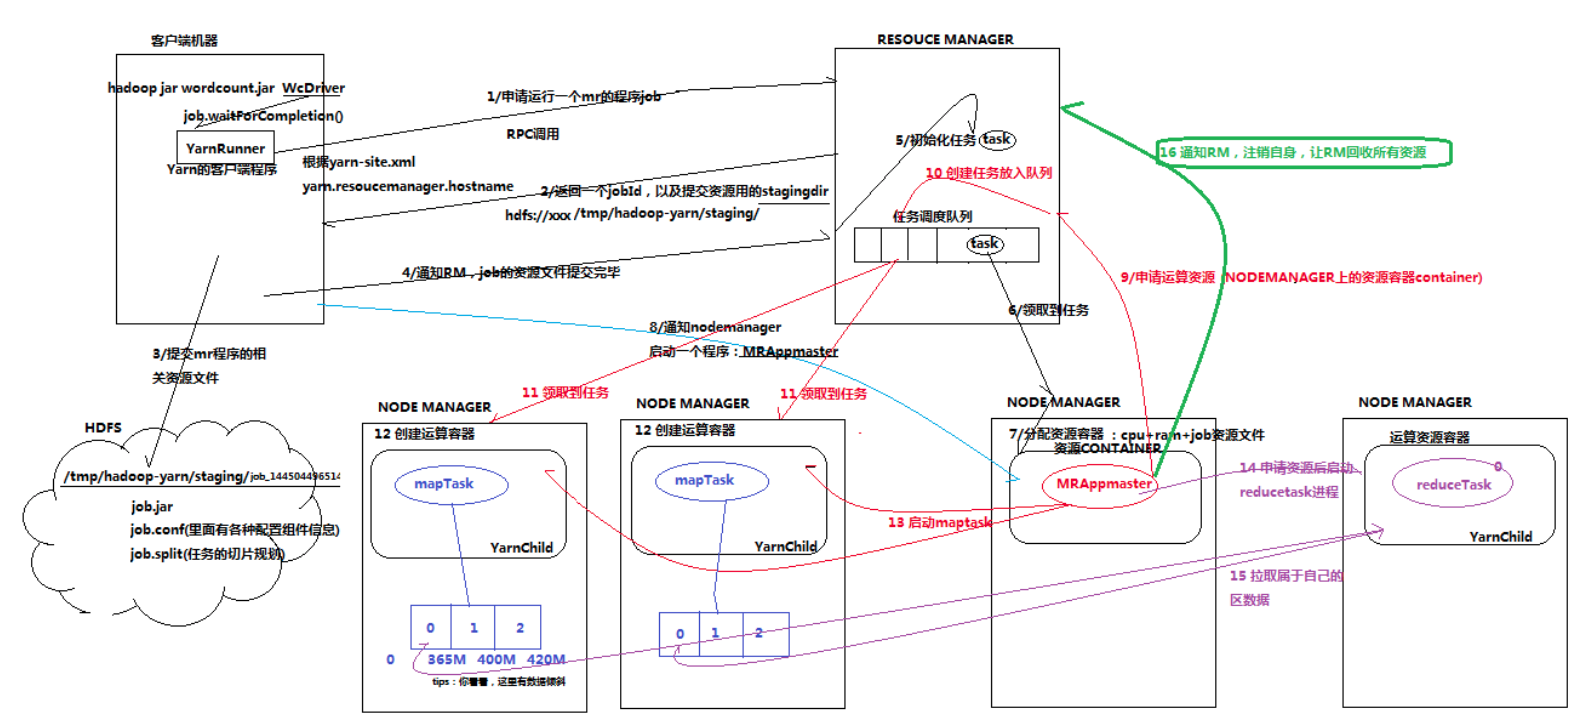 客户端机器
hadoop jar wordcount.jar WcDriver
job.waitForCompletion()
YarnRunner
Yarn的客户端程序
1/申请运行一个mr的程序job
RPC调用
根据yarn-site.xml
yarn.resoucemanager.hostname
2/返回一个jobId，以及提交资源用的stagingdir
hdfs://xxx /tmp/hadoop-yarn/staging/
4/通知RM，job的资源文件提交完毕
3/提交mr程序的相
关资源文件
RESOUCE MANAGER
5/初始化任务 task
10 创建任务放入队列
任务调度队列
task
16 通知RM，注销自身，让RM回收所有资源
9/申请运算资源（NODEMANAGER上的资源容器container)
6/领取到任务
8/通知nodemanager
启动一个程序：MRAppmaster
11 领取到任务
11 领取到任务
HDFS
/tmp/hadoop-yarn/staging/job_144504496514
job.jar
job.conf(里面有各种配置组件信息)
job.split(任务的切片规划)
NODE MANAGER
12 创建运算容器
mapTask
YarnChild
0 1 2
0 365M 400M 420M
tips：你看看，这里有数据倾斜
NODE MANAGER
12 创建运算容器
mapTask
YarnChild
0 1 2
13 启动maptask
NODE MANAGER
7/分配资源容器 ：cpu+ram+job资源文件
资源CONTAINER
MRAppmaster
14 申请资源后启动
reducetask进程
15 拉取属于自己的
区数据
NODE MANAGER
运算资源容器
0
reduceTask
YarnChild